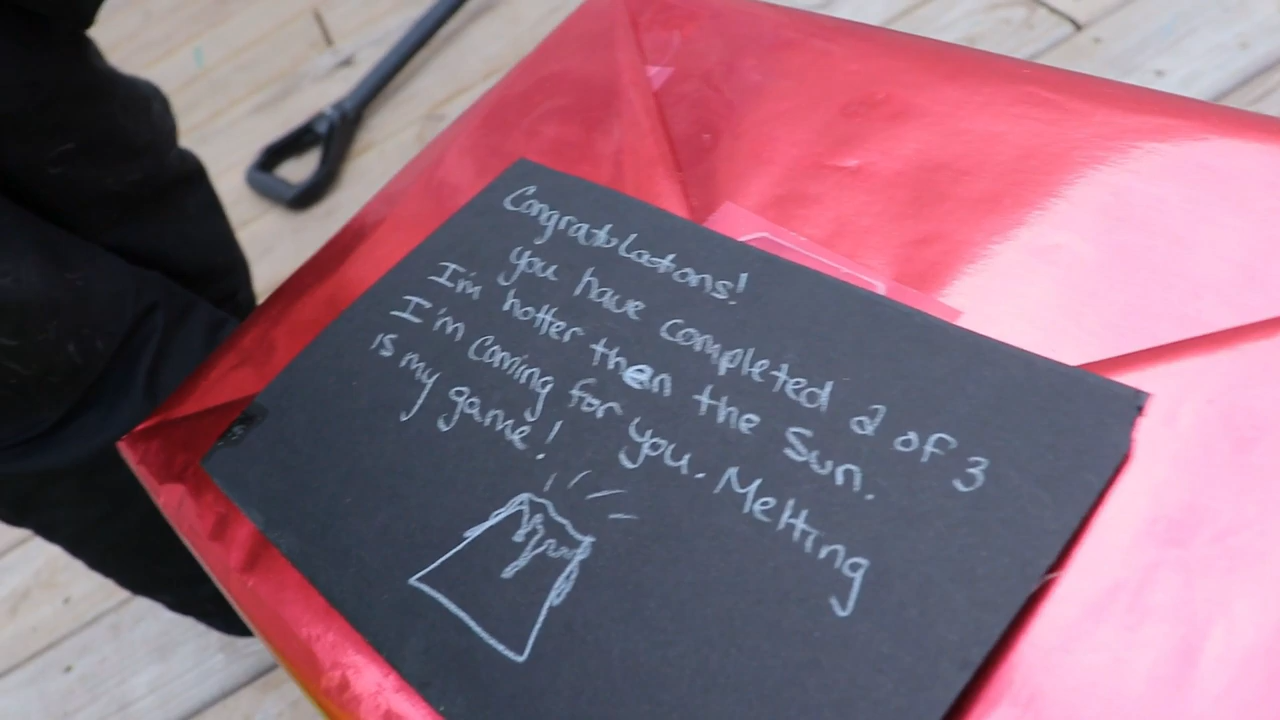 Congratulations!
you have completed 2 of 3
I'm hotter then the Sun.
I'm coming for you. Melting
is my game!